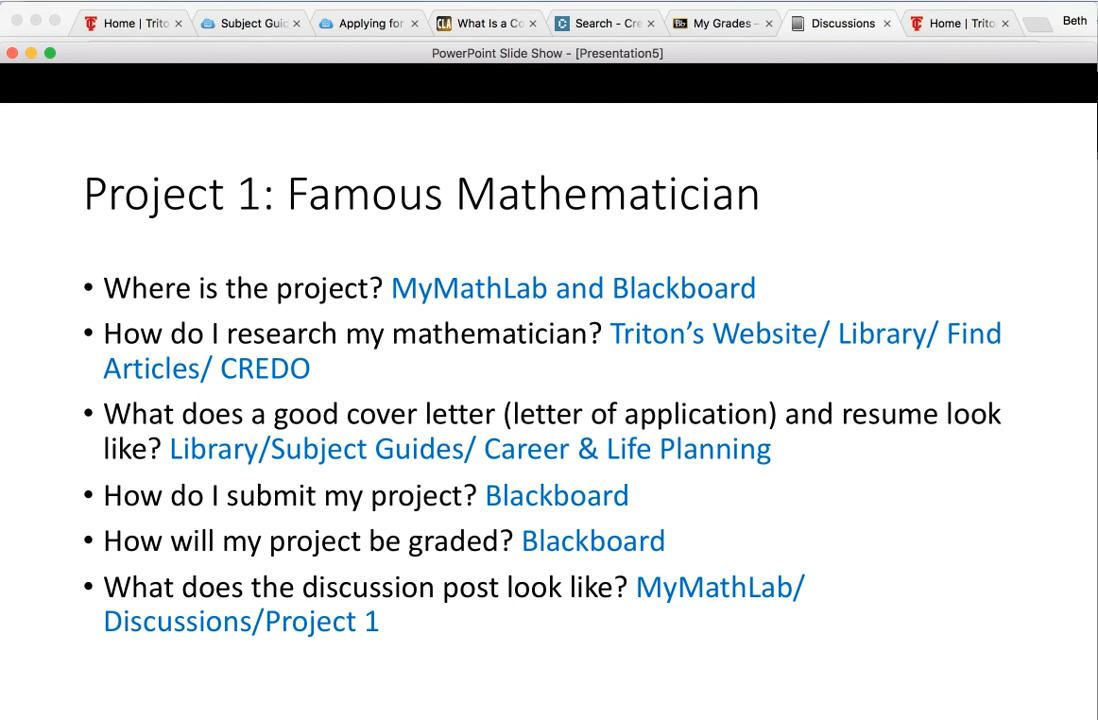 Home | Trito
Subject Guid
Applying for
What Is a Co
Search - Cre
My Grades –
Discussions
Home | Trito
Beth
PowerPoint Slide Show - [Presentation5]
Project 1: Famous Mathematician
• Where is the project? MyMathLab and Blackboard
• How do I research my mathematician? Triton’s Website/ Library/ Find
Articles/ CREDO
• What does a good cover letter (letter of application) and resume look
like? Library/Subject Guides/ Career & Life Planning
• How do I submit my project? Blackboard
• How will my project be graded? Blackboard
• What does the discussion post look like? MyMathLab/
Discussions/Project 1